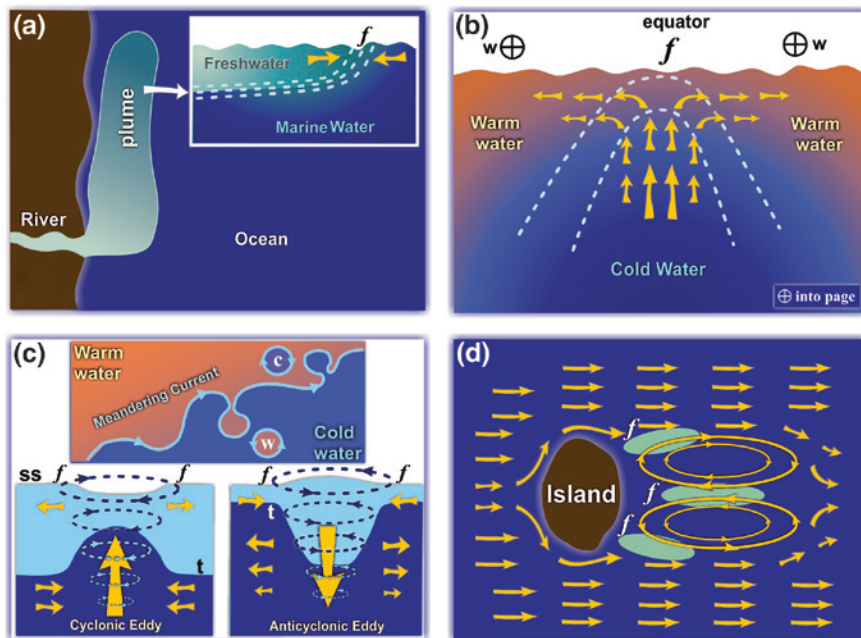 (a)
f
Freshwater
Marine Water
plume
River
Ocean
(b)
equator
w
f
w
Warm
water
Warm
water
Cold Water
⊕ into page
(c)
Warm
water
c
Meandering Current
w
Cold
water
ss
f
f
f
f
t
t
Cyclonic Eddy
Anticyclonic Eddy
(d)
f
Island
f
f